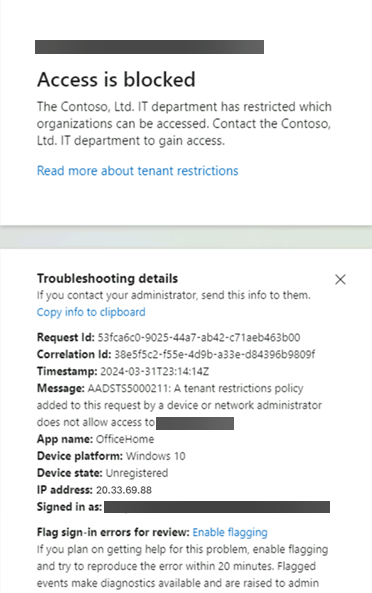 Access is blocked
The Contoso, Ltd. IT department has restricted which
organizations can be accessed. Contact the Contoso,
Ltd. IT department to gain access.
Read more about tenant restrictions
Troubleshooting details
If you contact your administrator, send this info to them.
Copy info to clipboard
Request Id: 53fca6c0-9025-44a7-ab42-c71aeb463b00
Correlation Id: 38e5f5c2-f55e-4d9b-a33e-d84396b9809f
Timestamp: 2024-03-31T23:14:14Z
Message: AADSTS5000211: A tenant restrictions policy
added to this request by a device or network administrator
does not allow access to
App name: OfficeHome
Device platform: Windows 10
Device state: Unregistered
IP address: 20.33.69.88
Signed in as:
Flag sign-in errors for review: Enable flagging
If you plan on getting help for this problem, enable flagging
and try to reproduce the error within 20 minutes. Flagged
events make diagnostics available and are raised to admin